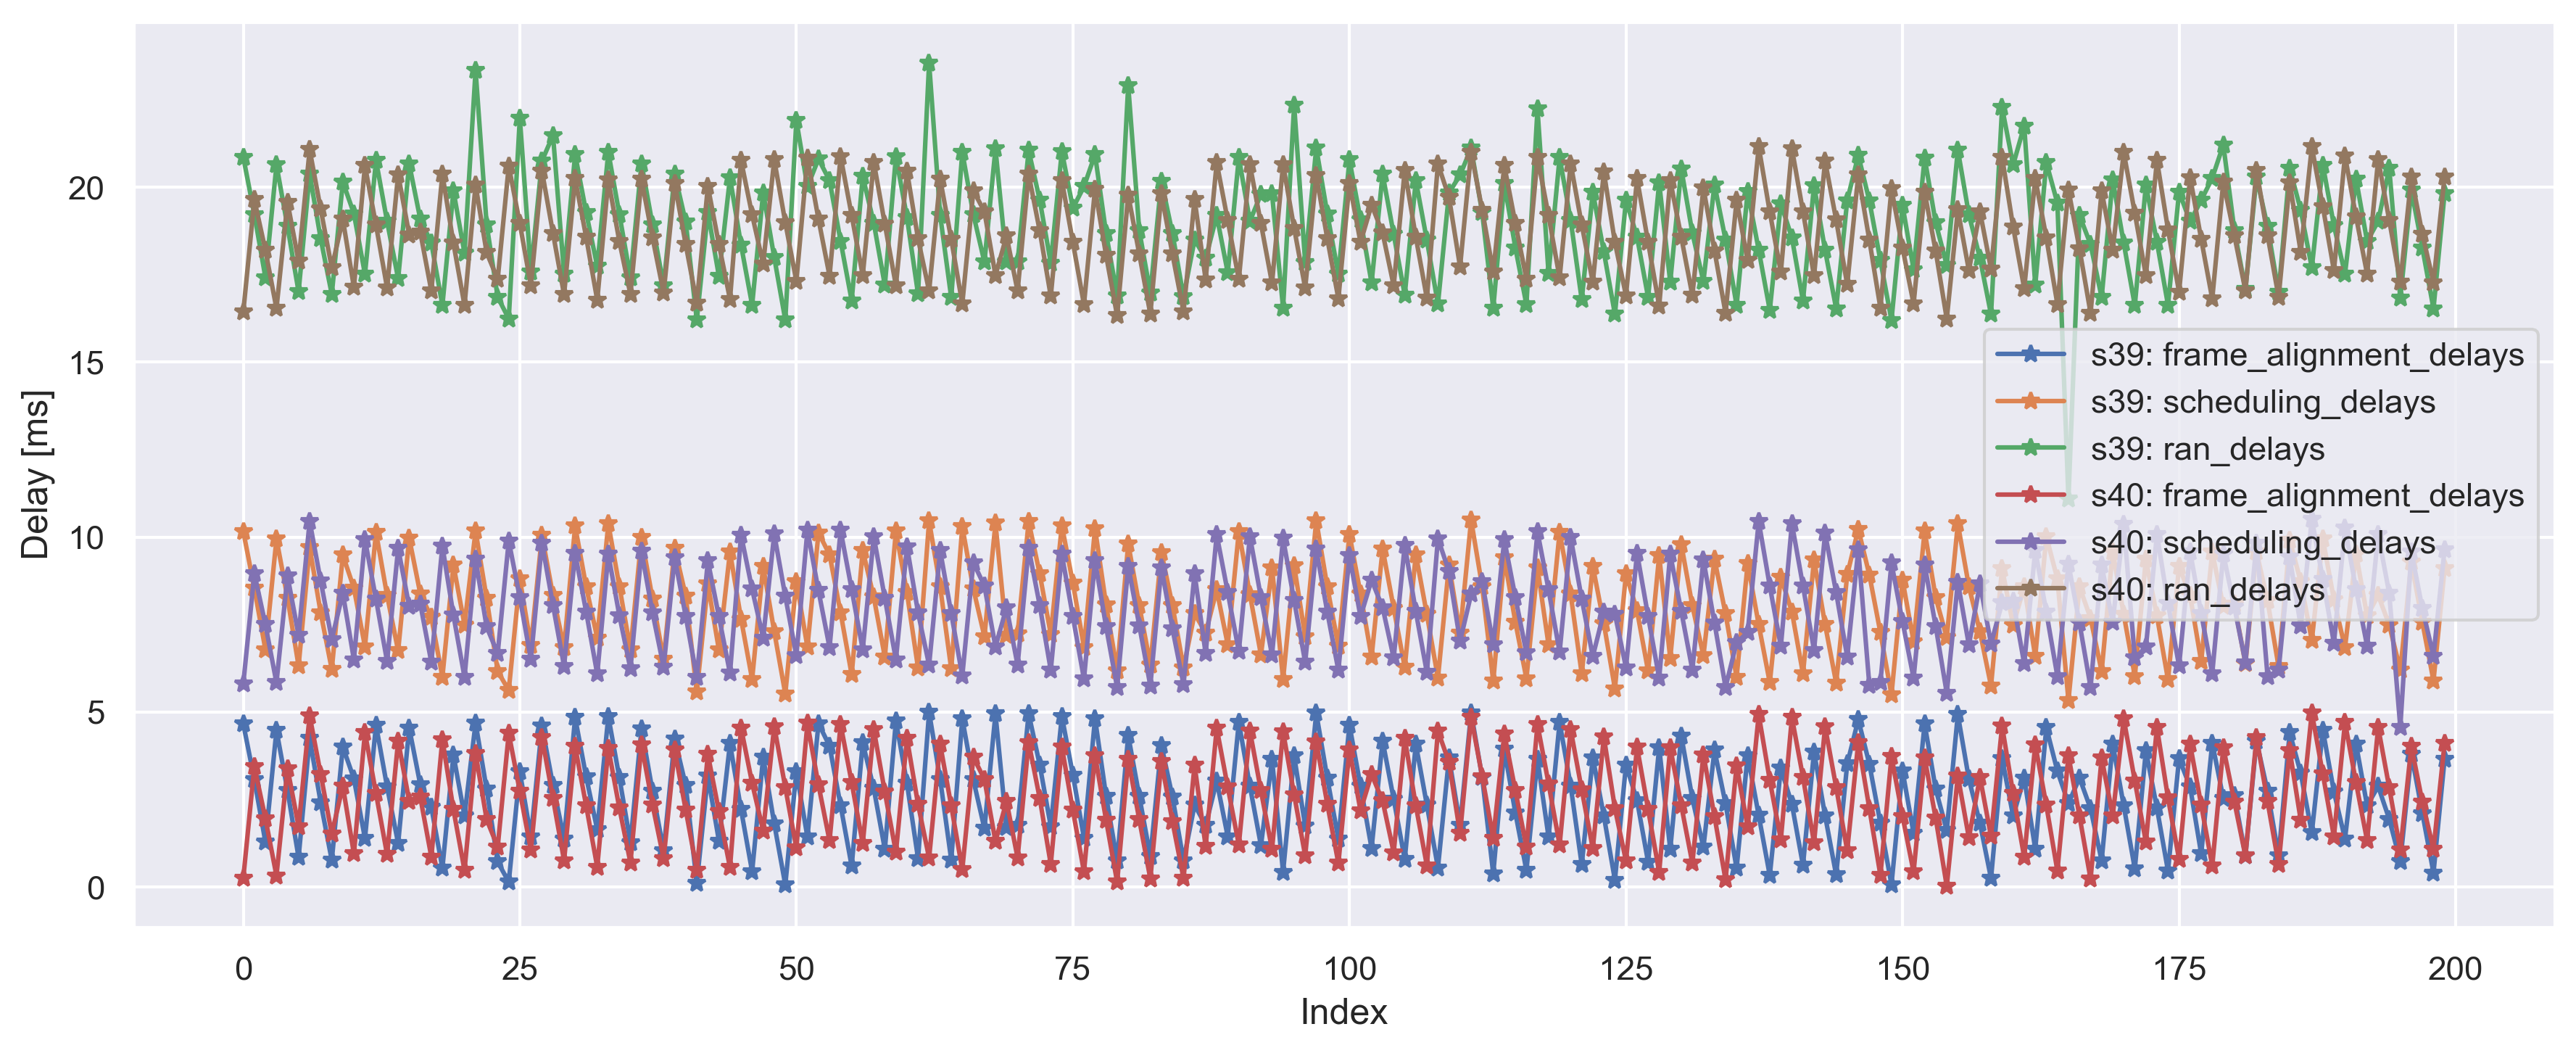 Delay [ms]
20
15
10
5
0
s39: frame_alignment_delays
s39: scheduling_delays
s39: ran_delays
s40: frame_alignment_delays
s40: scheduling_delays
s40: ran_delays
0 25 50 75 100 125 150 175 200
Index